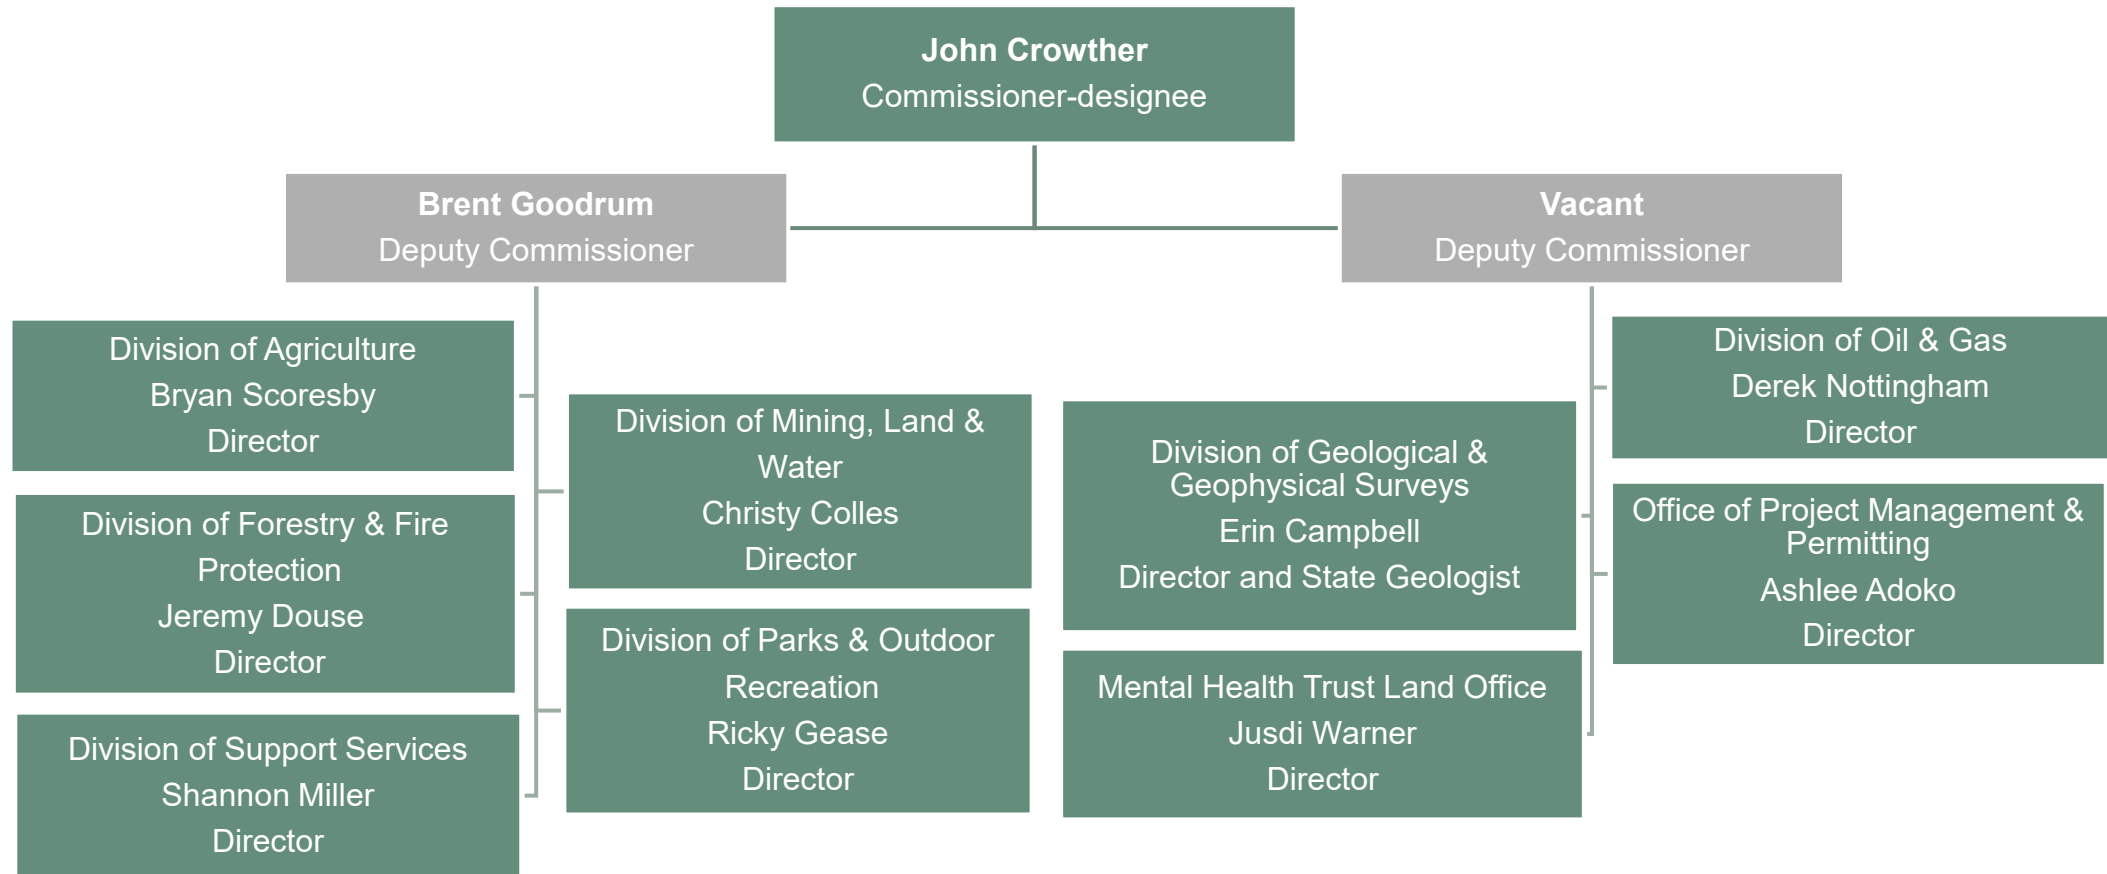 John Crowther
Commissioner-designee
Brent Goodrum
Deputy Commissioner
Vacant
Deputy Commissioner
Division of Agriculture
Bryan Scoresby
Director
Division of Forestry & Fire
Protection
Jeremy Douse
Director
Division of Support Services
Shannon Miller
Director
Division of Mining, Land &
Water
Christy Colles
Director
Division of Parks & Outdoor
Recreation
Ricky Gease
Director
Division of Geological &
Geophysical Surveys
Erin Campbell
Director and State Geologist
Mental Health Trust Land Office
Jusdi Warner
Director
Division of Oil & Gas
Derek Nottingham
Director
Office of Project Management &
Permitting
Ashlee Adoko
Director